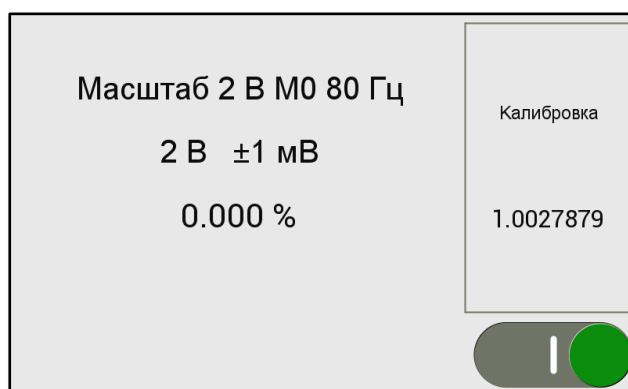 Масштаб 2 В М0 80 Гц
2 В ±1 мВ
0.000 %
Калибровка
1.0027879